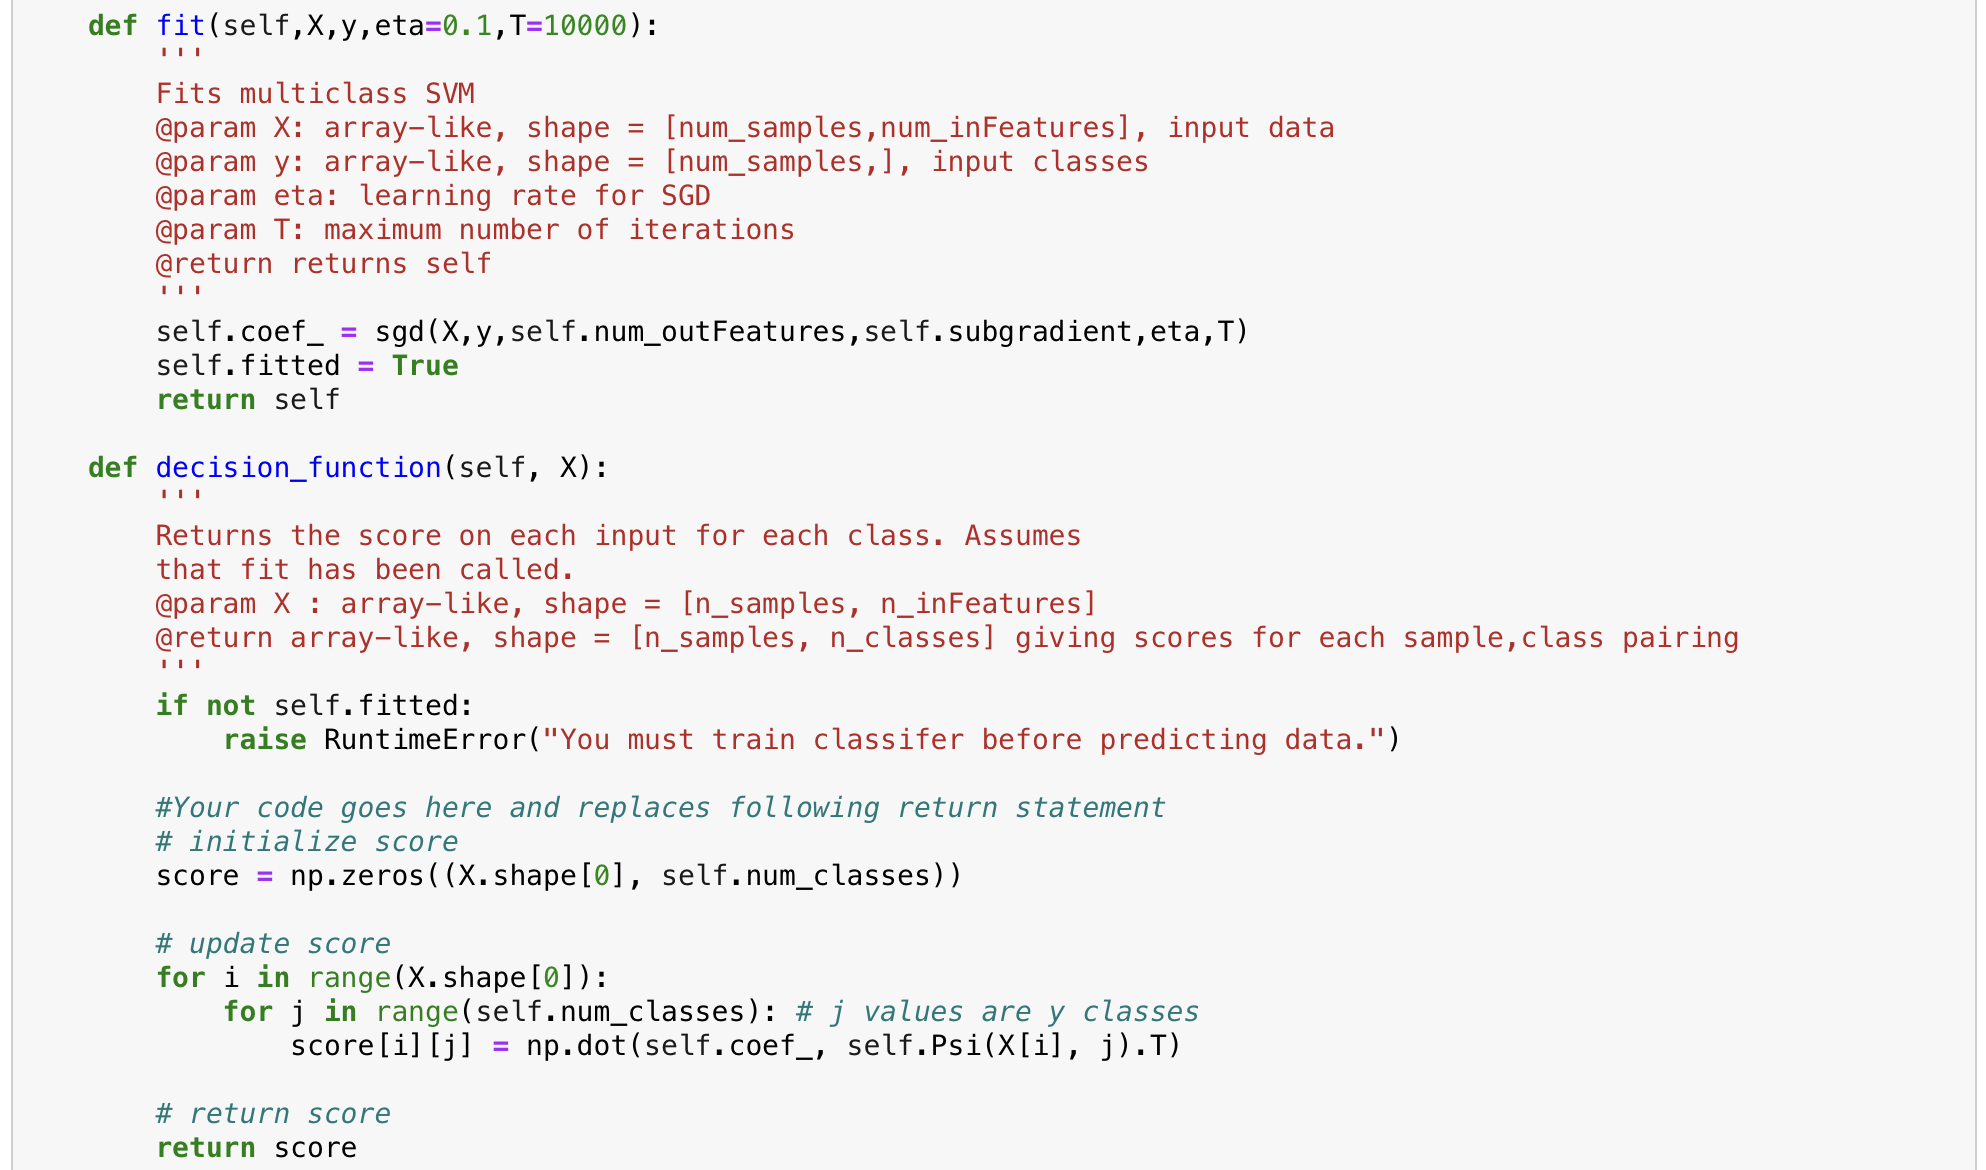 def fit(self,X,y,eta=0.1,T=10000):
'''
Fits multiclass SVM
@param X: array-like, shape = [num_samples,num_inFeatures], input data
@param y: array-like, shape = [num_samples,], input classes
@param eta: learning rate for SGD
@param T: maximum number of iterations
@return returns self
'''
self.coef_ = sgd(X,y,self.num_outFeatures,self.subgradient,eta,T)
self.fitted = True
return self
def decision_function(self, X):
'''
Returns the score on each input for each class. Assumes
that fit has been called.
@param X : array-like, shape = [n_samples, n_inFeatures]
@return array-like, shape = [n_samples, n_classes] giving scores for each sample,class pairing
'''
if not self.fitted:
raise RuntimeError("You must train classifer before predicting data.")
#Your code goes here and replaces following return statement
# initialize score
score = np.zeros((X.shape[0], self.num_classes))
# update score
for i in range(X.shape[0]):
for j in range(self.num_classes): # j values are y classes
score[i][j] = np.dot(self.coef_, self.Psi(X[i], j).T)
# return score
return score